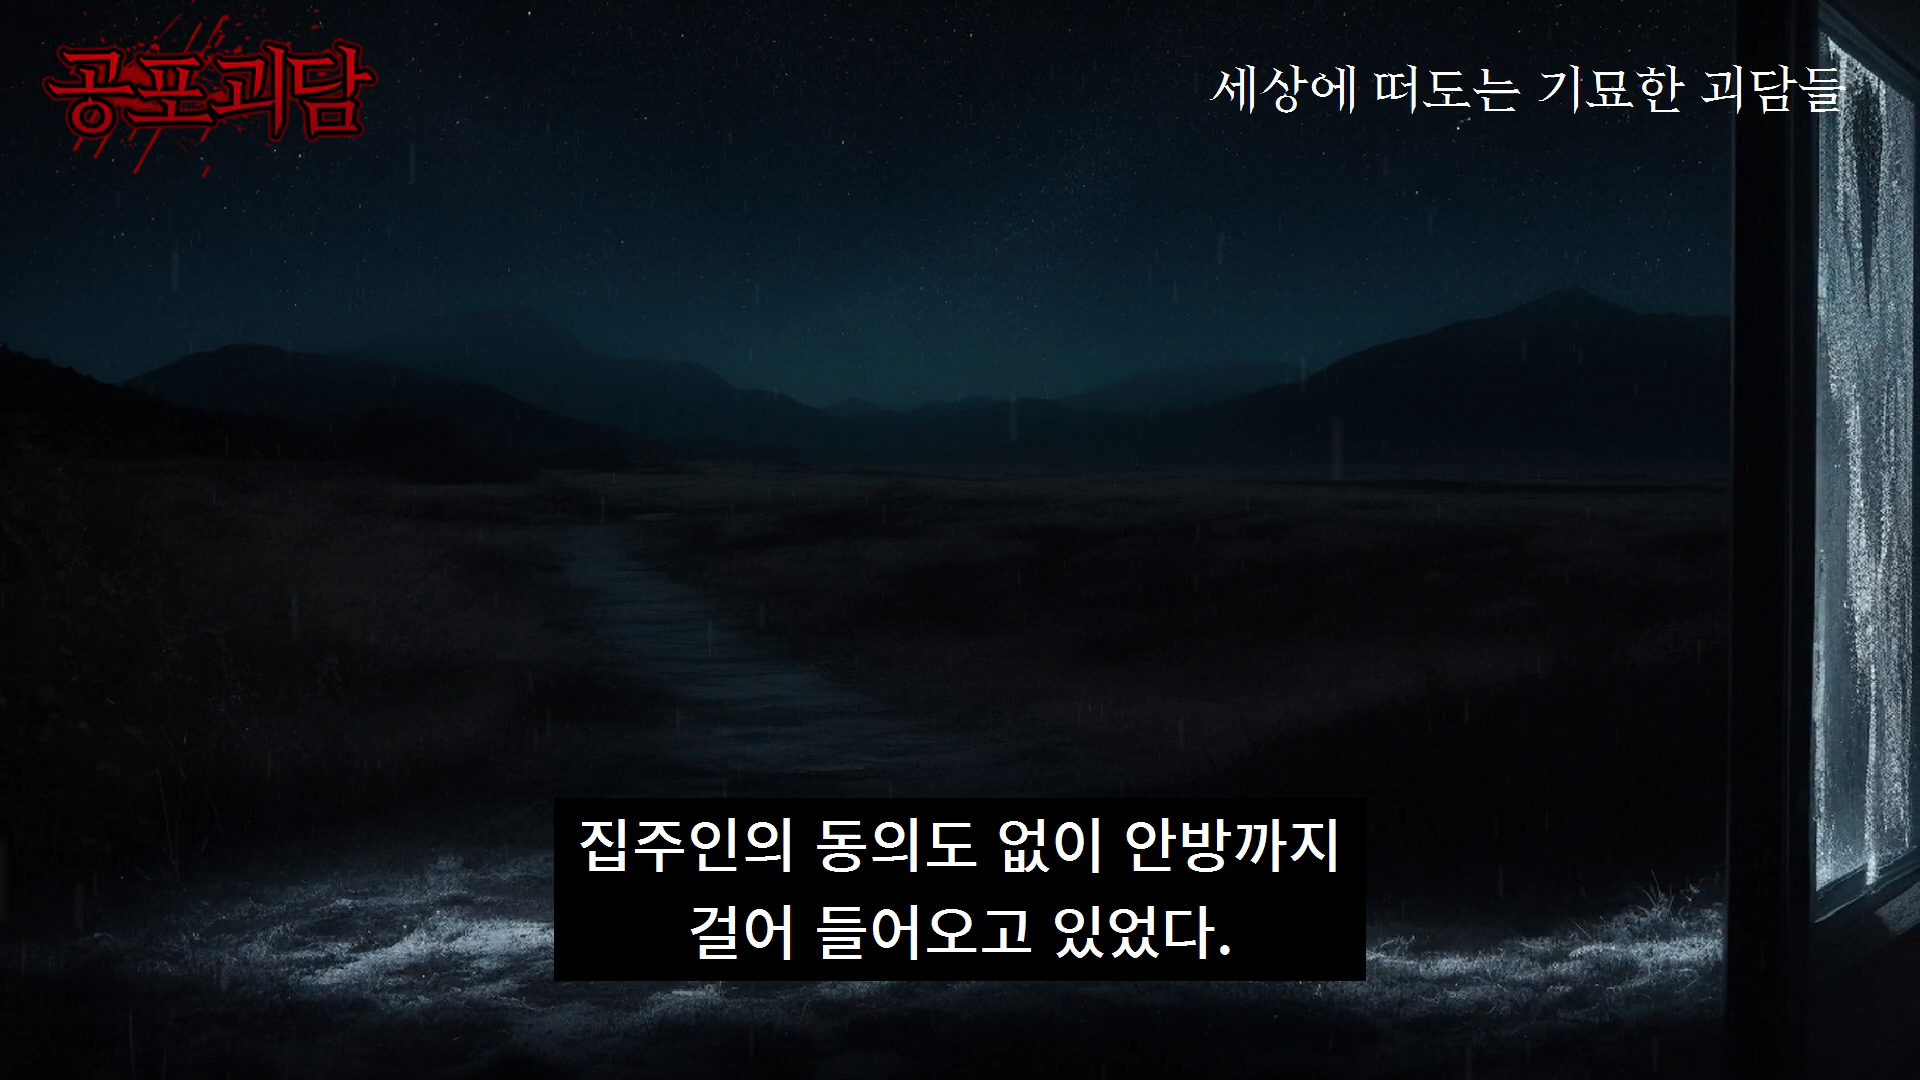 공포괴담
세상에 떠도는 기묘한 괴담들
집주인의 동의도 없이 안방까지
걸어 들어오고 있었다.